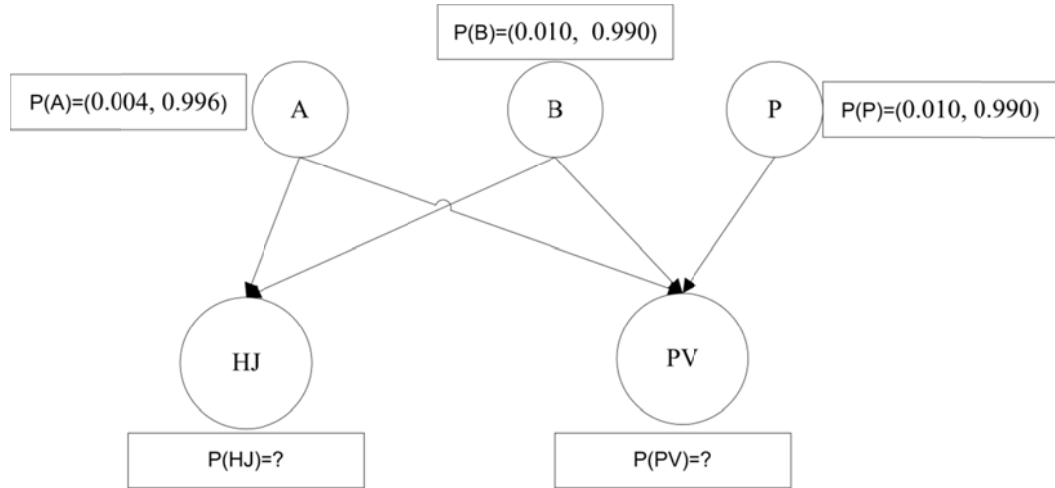 P(B)=(0.010, 0.990)
P(A)=(0.004, 0.996)
A
B
P
P(P)=(0.010, 0.990)
HJ
PV
P(HJ)=?
P(PV)=?